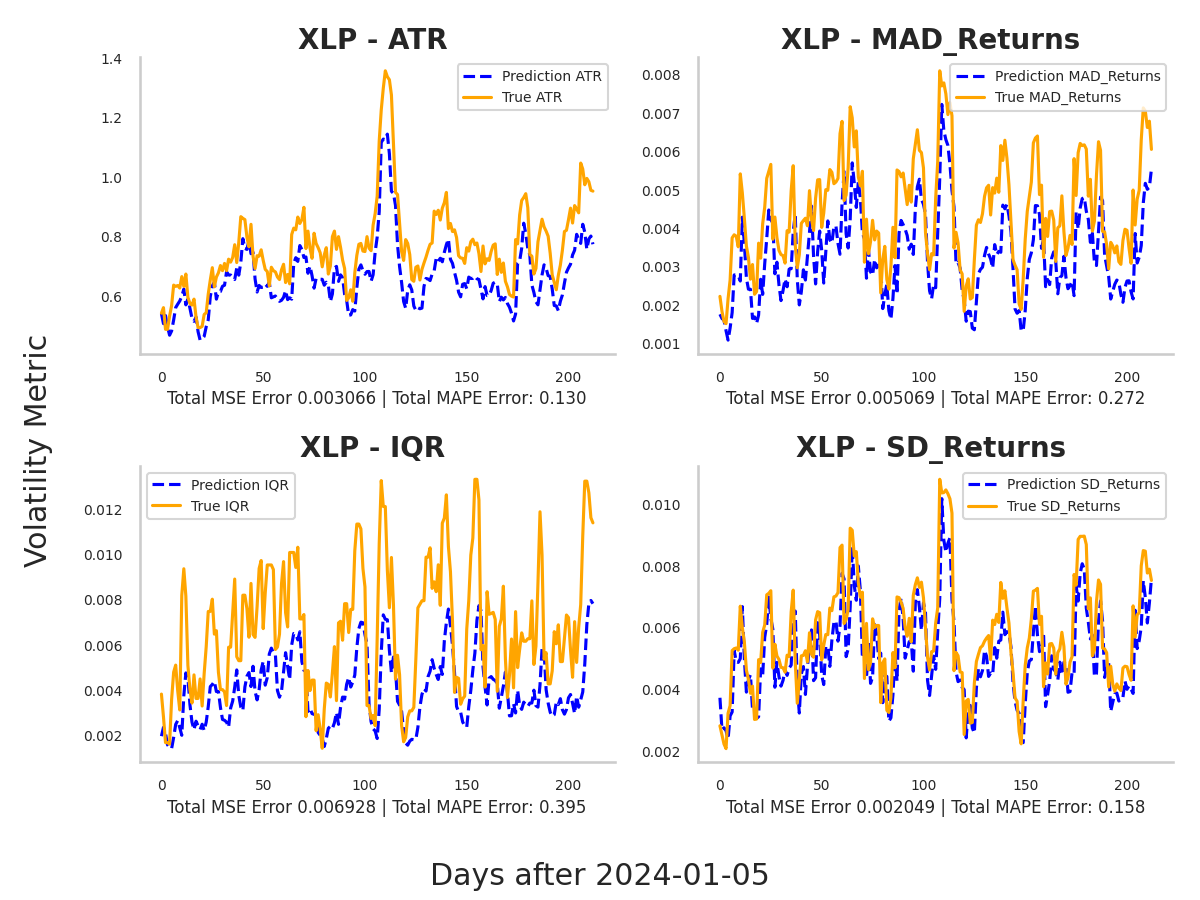 XLP - ATR
1.4
1.2
1.0
0.8
0.6
Prediction ATR
True ATR
0
50
100
150
200
Total MSE Error 0.003066 | Total MAPE Error: 0.130
XLP - MAD_Returns
0.008
0.007
0.006
0.005
0.004
0.003
0.002
0.001
Prediction MAD_Returns
True MAD_Returns
0
50
100
150
200
Total MSE Error 0.005069 | Total MAPE Error: 0.272
Volatility Metric
XLP - IQR
0.012
0.010
0.008
0.006
0.004
0.002
Prediction IQR
True IQR
0
50
100
150
200
Total MSE Error 0.006928 | Total MAPE Error: 0.395
XLP - SD_Returns
0.010
0.008
0.006
0.004
0.002
Prediction SD_Returns
True SD_Returns
0
50
100
150
200
Total MSE Error 0.002049 | Total MAPE Error: 0.158
Days after 2024-01-05